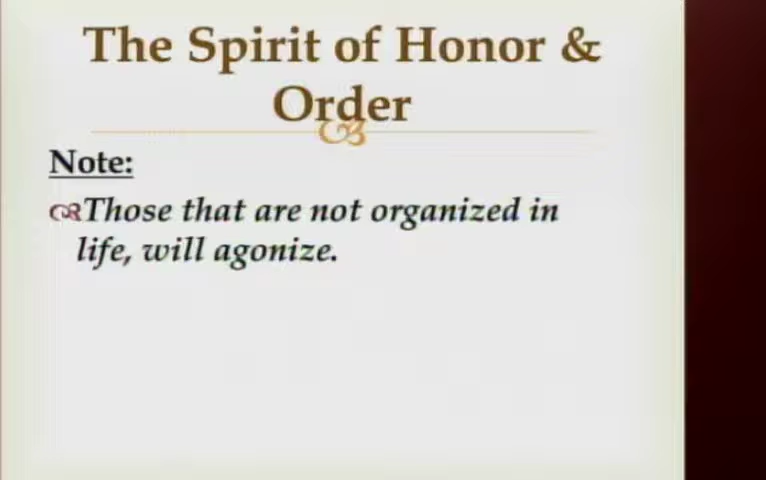 The Spirit of Honor &
Order
Note:
Those that are not organized in
life, will agonize.